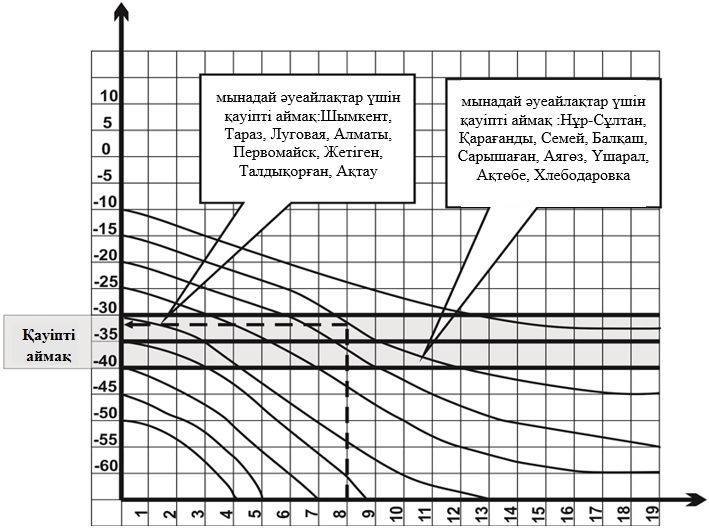 мынадай әуеайлақтар үшін
қауіпті аймақ:Шымкент,
Тараз, Луговая, Алматы,
Первомайск, Жетіген,
Талдықорған, Ақтау
мынадай әуеайлақтар үшін
қауіпті аймақ :Нұр-Сұлтан,
Қарағанды, Семей, Балқаш,
Сарышаған, Аягөз, Үшарал,
Ақтөбе, Хлебодаровка
10
5
0
-5
-10
-15
-20
-25
-30
-35
-40
-45
-50
-55
-60
Қауіпті
аймақ
1 2 3 4 5 6 7 8 9 10 11 12 13 14 15 16 17 18 19